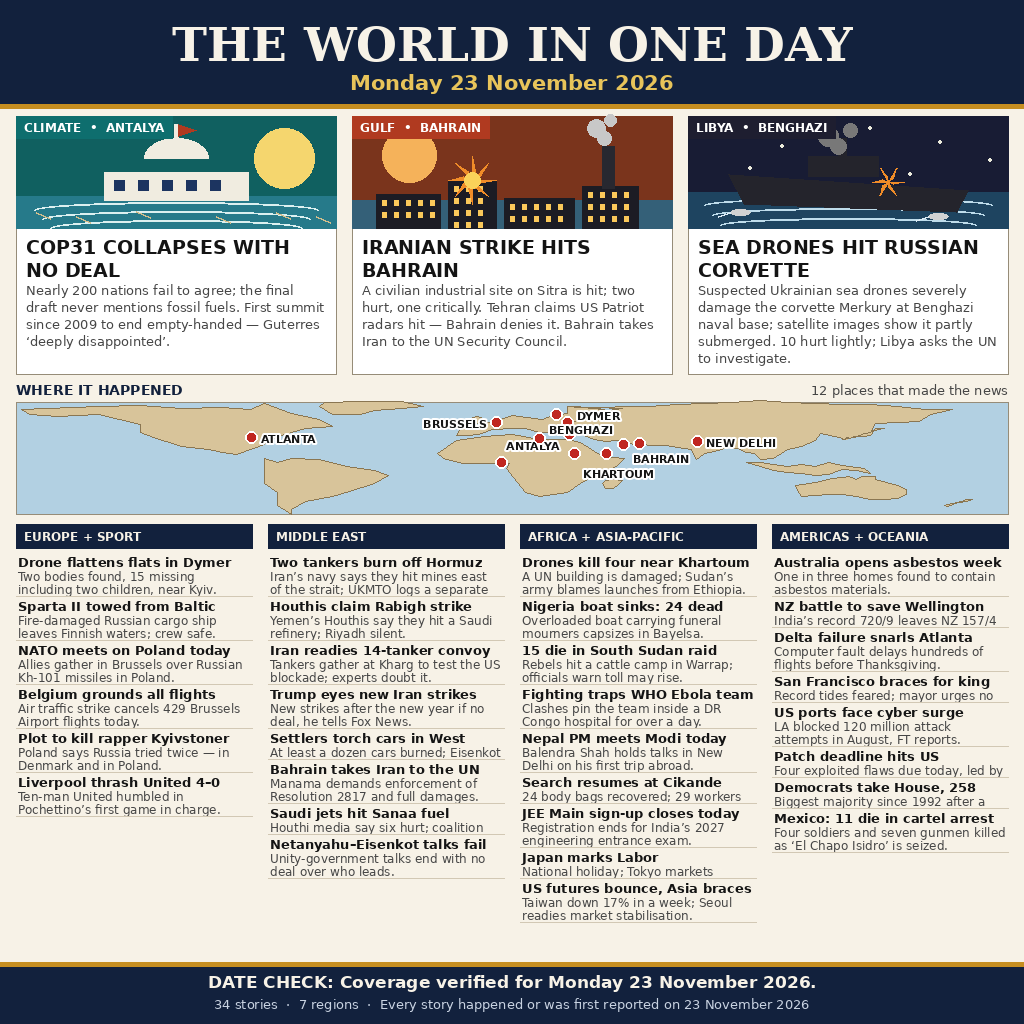 THE WORLD IN ONE DAY
Monday 23 November 2026
CLIMATE • ANTALYA
COP31 COLLAPSES WITH
NO DEAL
Nearly 200 nations fail to agree; the final
draft never mentions fossil fuels. First summit
since 2009 to end empty-handed — Guterres
‘deeply disappointed’.
GULF • BAHRAIN
IRANIAN STRIKE HITS
BAHRAIN
A civilian industrial site on Sitra is hit; two
hurt, one critically. Tehran claims US Patriot
radars hit — Bahrain denies it. Bahrain takes
Iran to the UN Security Council.
LIBYA • BENGHAZI
SEA DRONES HIT RUSSIAN
CORVETTE
Suspected Ukrainian sea drones severely
damage the corvette Merkury at Benghazi
naval base; satellite images show it partly
submerged. 10 hurt lightly; Libya asks the UN
to investigate.
WHERE IT HAPPENED
12 places that made the news
ATLANTA
BRUSSELS
DYMER
BENGHAZI
ANTALYA
BAHRAIN
KHARTOUM
NEW DELHI
EUROPE + SPORT
Drone flattens flats in Dymer
Two bodies found, 15 missing
including two children, near Kyiv.
Sparta II towed from Baltic
Fire-damaged Russian cargo ship
leaves Finnish waters; crew safe.
NATO meets on Poland today
Allies gather in Brussels over Russian
Kh-101 missiles in Poland.
Belgium grounds all flights
Air traffic strike cancels 429 Brussels
Airport flights today.
Plot to kill rapper Kyivstoner
Poland says Russia tried twice — in
Denmark and in Poland.
Liverpool thrash United 4–0
Ten-man United humbled in
Pochettino’s first game in charge.
MIDDLE EAST
Two tankers burn off Hormuz
Iran’s navy says they hit mines east
of the strait; UKMTO logs a separate
Houthis claim Rabigh strike
Yemen’s Houthis say they hit a Saudi
refinery; Riyadh silent.
Iran readies 14-tanker convoy
Tankers gather at Kharg to test the US
blockade; experts doubt it.
Trump eyes new Iran strikes
New strikes after the new year if no
deal, he tells Fox News.
Settlers torch cars in West
At least a dozen cars burned; Eisenkot
Bahrain takes Iran to the UN
Manama demands enforcement of
Resolution 2817 and full damages.
Saudi jets hit Sanaa fuel
Houthi media say six hurt; coalition
Netanyahu–Eisenkot talks fail
Unity-government talks end with no
deal over who leads.
AFRICA + ASIA-PACIFIC
Drones kill four near Khartoum
A UN building is damaged; Sudan’s
army blames launches from Ethiopia.
Nigeria boat sinks: 24 dead
Overloaded boat carrying funeral
mourners capsizes in Bayelsa.
15 die in South Sudan raid
Rebels hit a cattle camp in Warrap;
officials warn toll may rise.
Fighting traps WHO Ebola team
Clashes pin the team inside a DR
Congo hospital for over a day.
Nepal PM meets Modi today
Balendra Shah holds talks in New
Delhi on his first trip abroad.
Search resumes at Cikande
24 body bags recovered; 29 workers
JEE Main sign-up closes today
Registration ends for India’s 2027
engineering entrance exam.
Japan marks Labor
National holiday; Tokyo markets
US futures bounce, Asia braces
Taiwan down 17% in a week; Seoul
readies market stabilisation.
AMERICAS + OCEANIA
Australia opens asbestos week
One in three homes found to contain
asbestos materials.
NZ battle to save Wellington
India’s record 720/9 leaves NZ 157/4
Delta failure snarls Atlanta
Computer fault delays hundreds of
flights before Thanksgiving.
San Francisco braces for king
Record tides feared; mayor urges no
US ports face cyber surge
LA blocked 120 million attack
attempts in August, FT reports.
Patch deadline hits US
Four exploited flaws due today, led by
Democrats take House, 258
Biggest majority since 1992 after a
Mexico: 11 die in cartel arrest
Four soldiers and seven gunmen killed
as ‘El Chapo Isidro’ is seized.
DATE CHECK: Coverage verified for Monday 23 November 2026.
34 stories · 7 regions · Every story happened or was first reported on 23 November 2026